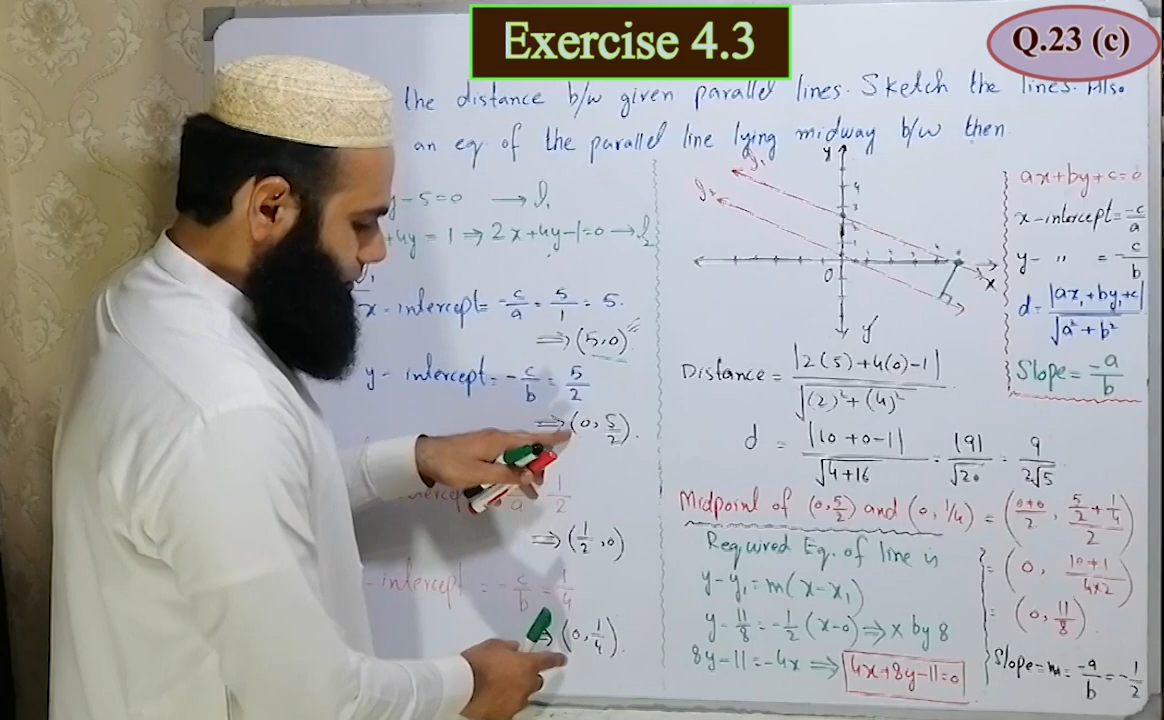 Exercise 4.3
Q.23 (c)
the distance b/w given parallel lines. Sketch the lines. Also
an eq. of the parallel line lying midway b/w then.
y-5=0 → l₁
+4y = 1 ⇒ 2x+4y-1=0 → l₂
x-intercept = -c/a = 5/1 = 5.
⇒ (5,0)
y- intercept = -c/b = 5/2
⇒ (0, 5/2).
a 1/2
⇒ (1/2, 0)
-intercept = -c/b = 1/4
⇒ (0, 1/4).
l₁
l₂
y
4
3
O
x
y'
Distance = |2(5)+4(0)-1| / √((2)²+(4)²)
d = |10+0-1| / √(4+16) = |9| / √20 = 9 / 2√5
Midpoint of (0, 5/2) and (0, 1/4) = ((0+0)/2, (5/2 + 1/4)/2)
= (0, (10+1)/(4x2))
= (0, 11/8)
Slope = m = -a/b = -1/2
Required Eq. of line is
y-y₁ = m(x-x₁)
y - 11/8 = -1/2 (x-0) ⇒ x by 8
8y-11 = -4x ⇒ 4x+8y-11=0
ax+by+c=0
x-intercept = -c/a
y- " = -c/b
d = |ax₁+by₁+c| / √(a²+b²)
Slope = -a/b